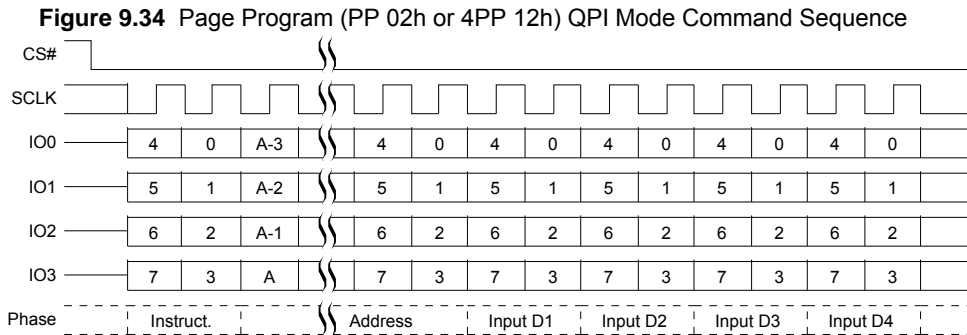 Figure 9.34 Page Program (PP 02h or 4PP 12h) QPI Mode Command Sequence
CS#
SCLK
IO0 4 0 A-3 4 0 4 0 4 0 4 0 4 0
IO1 5 1 A-2 5 1 5 1 5 1 5 1 5 1
IO2 6 2 A-1 6 2 6 2 6 2 6 2 6 2
IO3 7 3 A 7 3 7 3 7 3 7 3 7 3
Phase Instruct. Address Input D1 Input D2 Input D3 Input D4